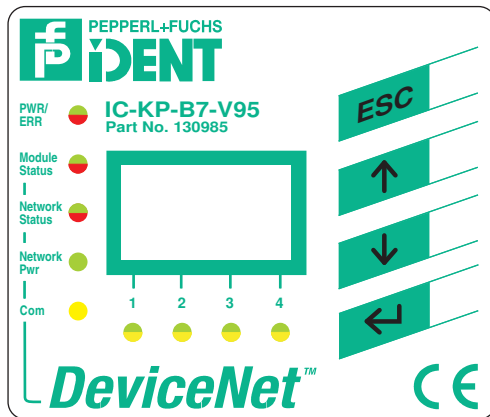 PEPPERL+FUCHS
iDENT
PWR/
ERR
IC-KP-B7-V95
Part No. 130985
ESC
Module
Status
Network
Status
Network
Pwr
Com
1 2 3 4
DeviceNet™
CE